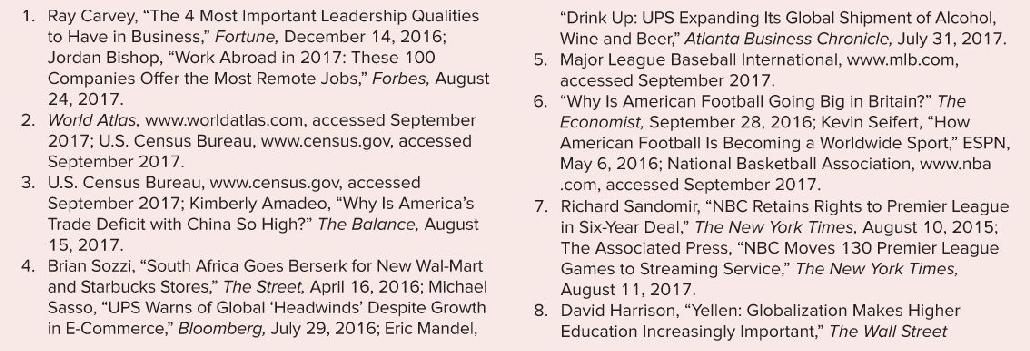 1. Ray Carvey, “The 4 Most Important Leadership Qualities
to Have in Business,” Fortune, December 14, 2016;
Jordan Bishop, “Work Abroad in 2017: These 100
Companies Offer the Most Remote Jobs,” Forbes, August
24, 2017.
2. World Atlas, www.worldatlas.com, accessed September
2017; U.S. Census Bureau, www.census.gov, accessed
September 2017.
3. U.S. Census Bureau, www.census.gov, accessed
September 2017; Kimberly Amadeo, “Why Is America’s
Trade Deficit with China So High?” The Balance, August
15, 2017.
4. Brian Sozzi, “South Africa Goes Berserk for New Wal-Mart
and Starbucks Stores,” The Street, April 16, 2016; Michael
Sasso, “UPS Warns of Global ‘Headwinds’ Despite Growth
in E-Commerce,” Bloomberg, July 29, 2016; Eric Mandel,
“Drink Up: UPS Expanding Its Global Shipment of Alcohol,
Wine and Beer,” Atlanta Business Chronicle, July 31, 2017.
5. Major League Baseball International, www.mlb.com,
accessed September 2017.
6. “Why Is American Football Going Big in Britain?” The
Economist, September 28, 2016; Kevin Seifert, “How
American Football Is Becoming a Worldwide Sport,” ESPN,
May 6, 2016; National Basketball Association, www.nba
.com, accessed September 2017.
7. Richard Sandomir, “NBC Retains Rights to Premier League
in Six-Year Deal,” The New York Times, August 10, 2015;
The Associated Press, “NBC Moves 130 Premier League
Games to Streaming Service,” The New York Times,
August 11, 2017.
8. David Harrison, “Yellen: Globalization Makes Higher
Education Increasingly Important,” The Wall Street